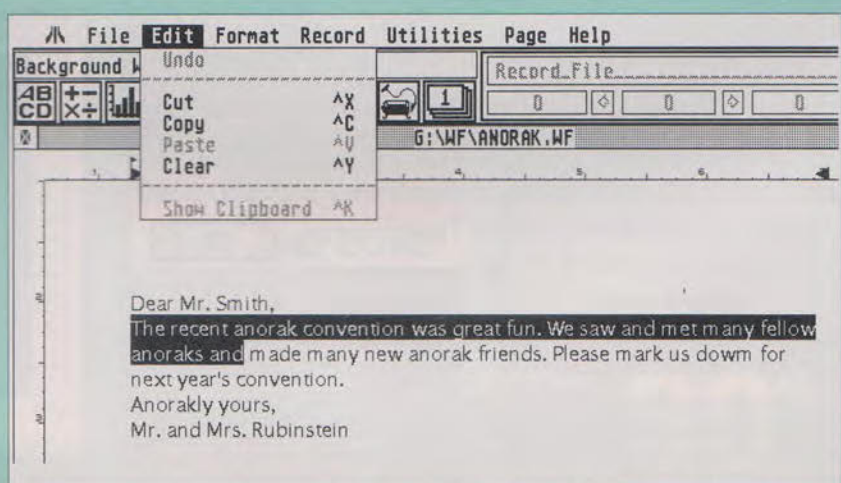 File Edit Format Record Utilities Page Help
Background W
Undo
Record_File
AB
CD
1
0 0 0
Cut ^X
Copy ^C
Paste ^V
Clear ^Y
G:\WF\ANORAK.WF
Show Clipboard ^K
Dear Mr. Smith,
The recent anorak convention was great fun. We saw and met many fellow
anoraks and made many new anorak friends. Please mark us dowm for
next year's convention.
Anorakly yours,
Mr. and Mrs. Rubinstein